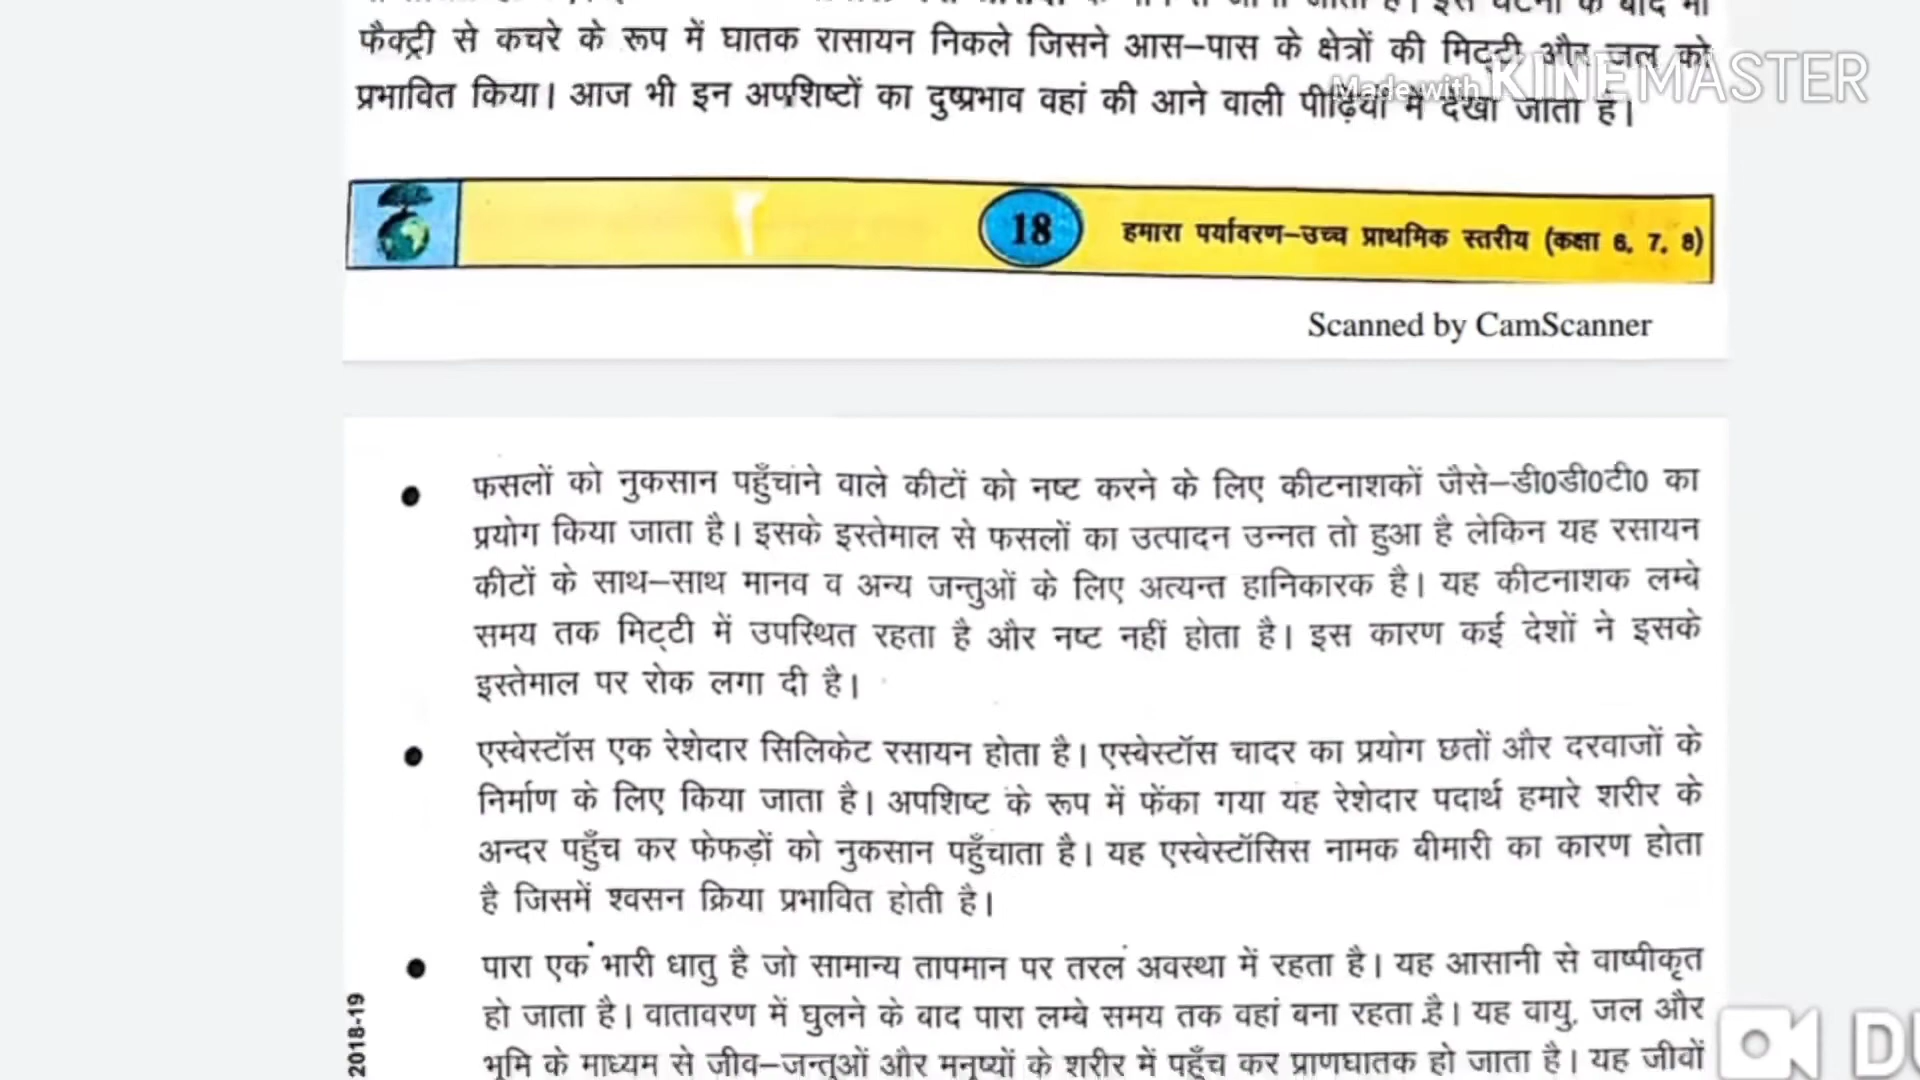 फैक्ट्री से कचरे के रूप में घातक रासायन निकले जिसने आस–पास के क्षेत्रों की मिट्टी और जल को
Made with KINEMASTER
प्रभावित किया। आज भी इन अपशिष्टों का दुष्प्रभाव वहां की आने वाली पीढ़ियों में देखा जाता है।
18
हमारा पर्यावरण–उच्च प्राथमिक स्तरीय (कक्षा 6, 7, 8)
Scanned by CamScanner
● फसलों को नुकसान पहुँचाने वाले कीटों को नष्ट करने के लिए कीटनाशकों जैसे–डी0डी0टी0 का
प्रयोग किया जाता है। इसके इस्तेमाल से फसलों का उत्पादन उन्नत तो हुआ है लेकिन यह रसायन
कीटों के साथ–साथ मानव व अन्य जन्तुओं के लिए अत्यन्त हानिकारक है। यह कीटनाशक लम्बे
समय तक मिट्टी में उपस्थित रहता है और नष्ट नहीं होता है। इस कारण कई देशों ने इसके
इस्तेमाल पर रोक लगा दी है।
● एस्वेस्टॉस एक रेशेदार सिलिकेट रसायन होता है। एस्वेस्टॉस चादर का प्रयोग छतों और दरवाजों के
निर्माण के लिए किया जाता है। अपशिष्ट के रूप में फेंका गया यह रेशेदार पदार्थ हमारे शरीर के
अन्दर पहुँच कर फेफड़ों को नुकसान पहुँचाता है। यह एस्वेस्टॉसिस नामक बीमारी का कारण होता
है जिसमें श्वसन क्रिया प्रभावित होती है।
● पारा एक भारी धातु है जो सामान्य तापमान पर तरल अवस्था में रहता है। यह आसानी से वाष्पीकृत
हो जाता है। वातावरण में घुलने के बाद पारा लम्बे समय तक वहां बना रहता है। यह वायु, जल और
भूमि के माध्यम से जीव–जन्तुओं और मनुष्यों के शरीर में पहुँच कर प्राणघातक हो जाता है। यह जीवों
2018-19